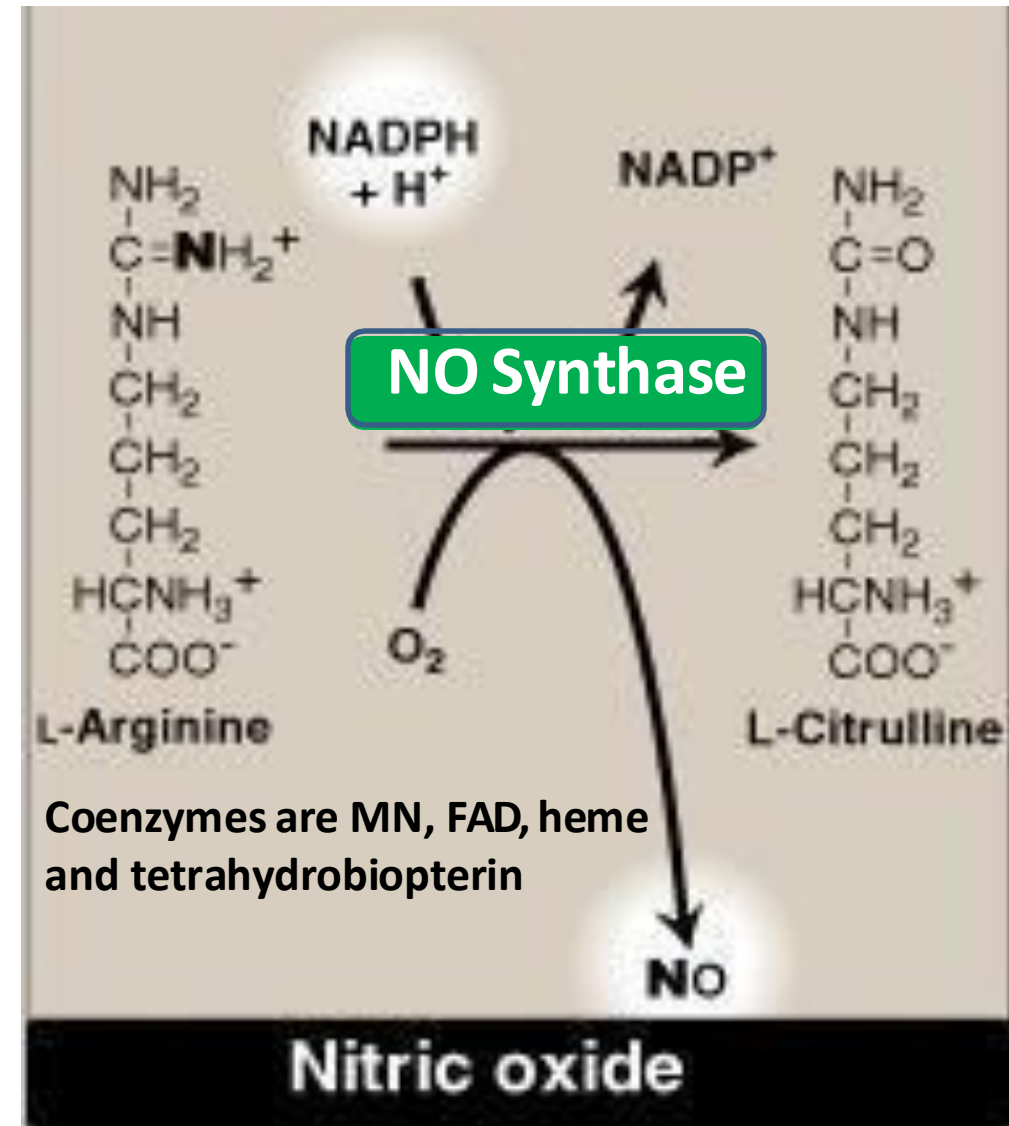 NADPH
+ H⁺
NADP⁺
NH₂
C=NH₂⁺
NH
CH₂
CH₂
CH₂
HCNH₃⁺
COO⁻
L-Arginine
NO Synthase
O₂
NH₂
C=O
NH
CH₂
CH₂
CH₂
HCNH₃⁺
COO⁻
L-Citrulline
Coenzymes are MN, FAD, heme
and tetrahydrobiopterin
NO
Nitric oxide